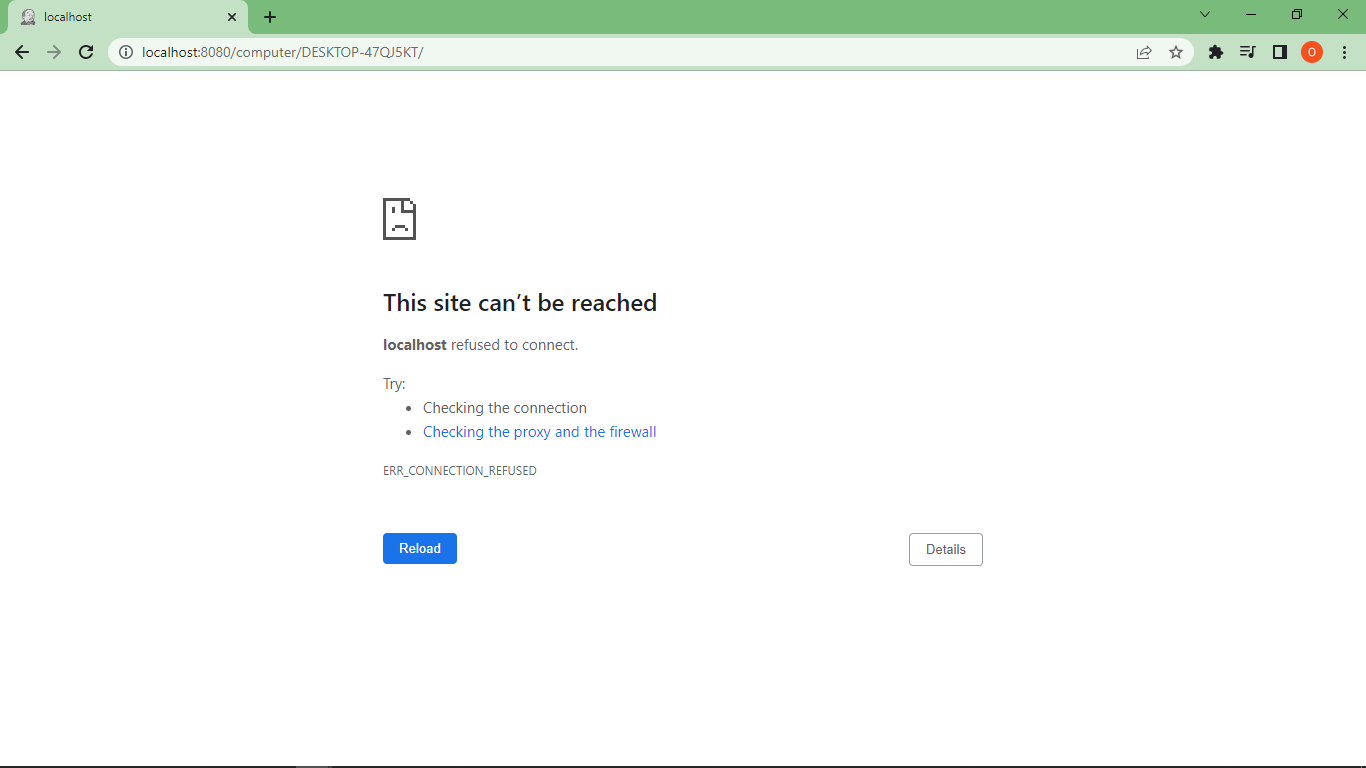 localhost
localhost:8080/computer/DESKTOP-47QJ5KT/
O
This site can’t be reached
localhost refused to connect.
Try:
• Checking the connection
• Checking the proxy and the firewall
ERR_CONNECTION_REFUSED
Reload
Details